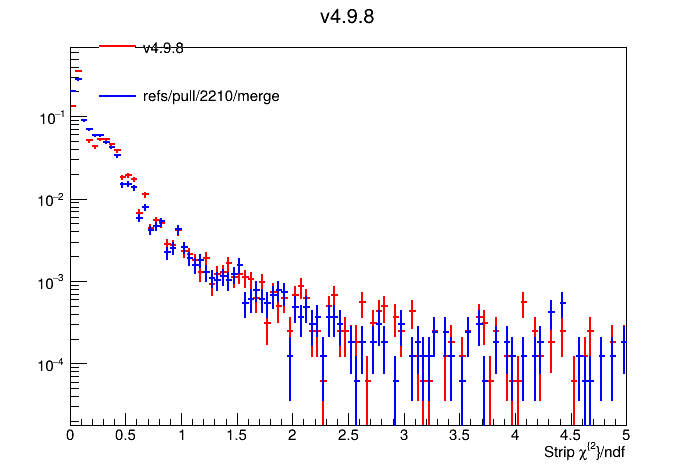 v4.9.8
v4.9.8
refs/pull/2210/merge
10⁻¹
10⁻²
10⁻³
10⁻⁴
0 0.5 1 1.5 2 2.5 3 3.5 4 4.5 5
Strip χ^{2}/ndf